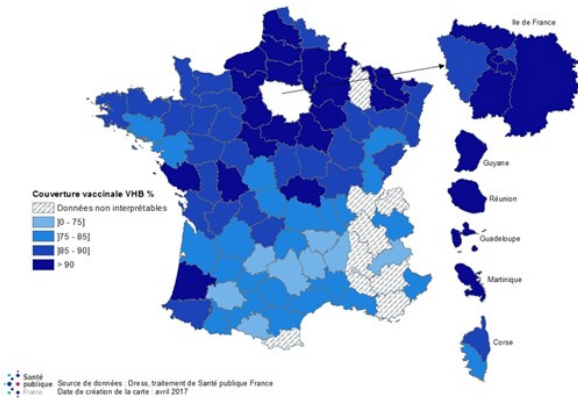 Ile de France
Guyane
Réunion
Guadeloupe
Martinique
Corse
Couverture vaccinale VHB %
Données non interprétables
]0 - 75]
]75 - 85]
]85 - 90]
> 90
Santé
publique
France
Source de données : Dress, traitement de Santé publique France
Date de création de la carte : avril 2017